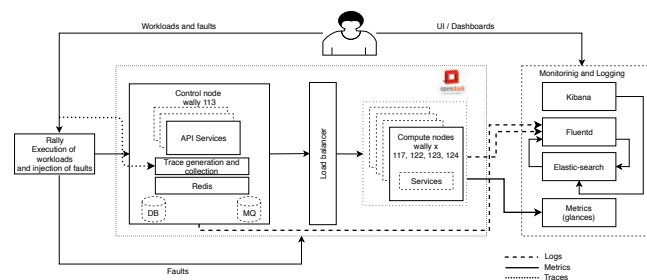 Workloads and faults
UI / Dashboards
openstack
Monitorinig and Logging
Control node
wally 113
Kibana
API Services
Compute nodes
wally x
117, 122, 123, 124
Fluentd
Rally
Execution of
workloads
and injection of faults
Trace generation and
collection
Load balancer
Elastic-search
Redis
Services
DB
MQ
Metrics
(glances)
Faults
Logs
Metrics
Traces